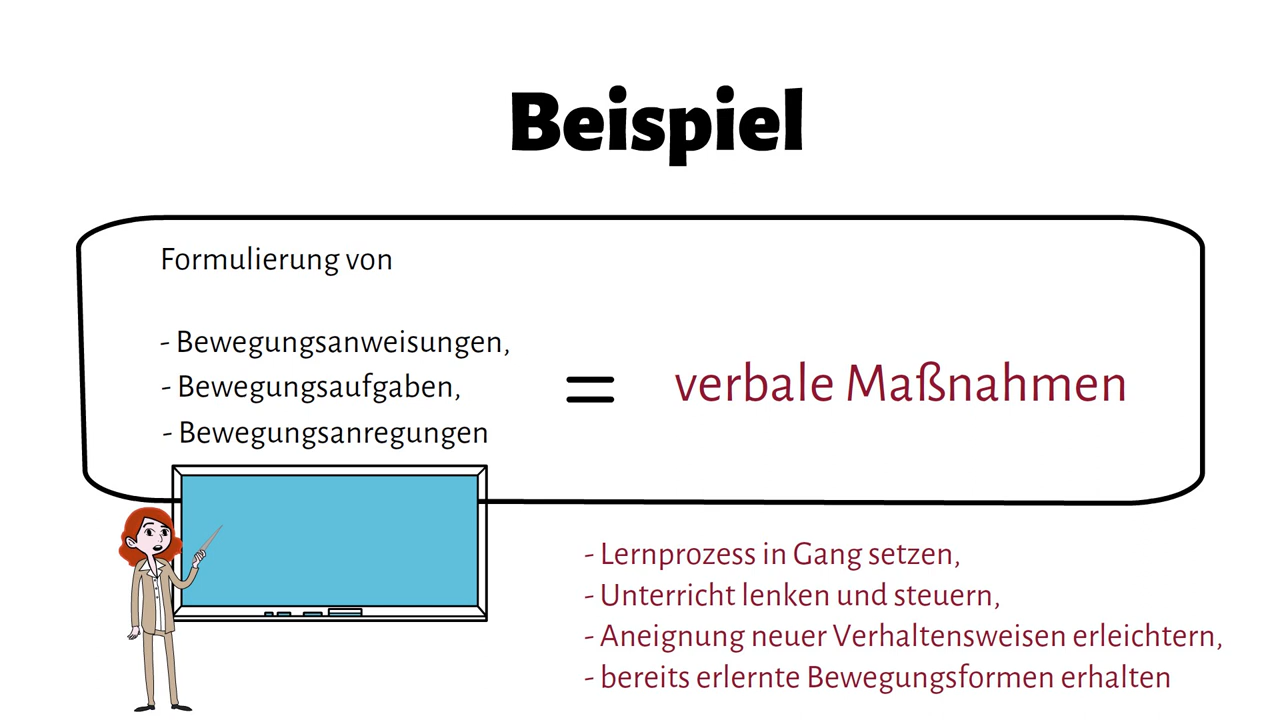 Beispiel
Formulierung von
- Bewegungsanweisungen,
- Bewegungsaufgaben,
- Bewegungsanregungen
= verbale Maßnahmen
- Lernprozess in Gang setzen,
- Unterricht lenken und steuern,
- Aneignung neuer Verhaltensweisen erleichtern,
- bereits erlernte Bewegungsformen erhalten